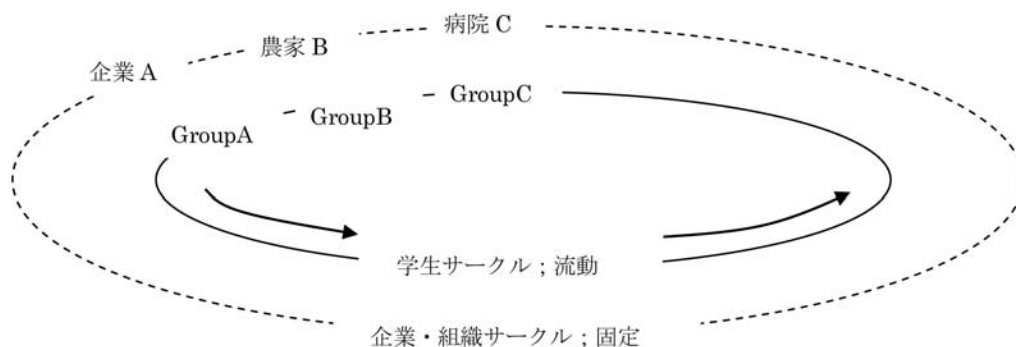 病院 C
農家 B
企業 A
GroupC
GroupB
GroupA
学生サークル；流動
企業・組織サークル；固定